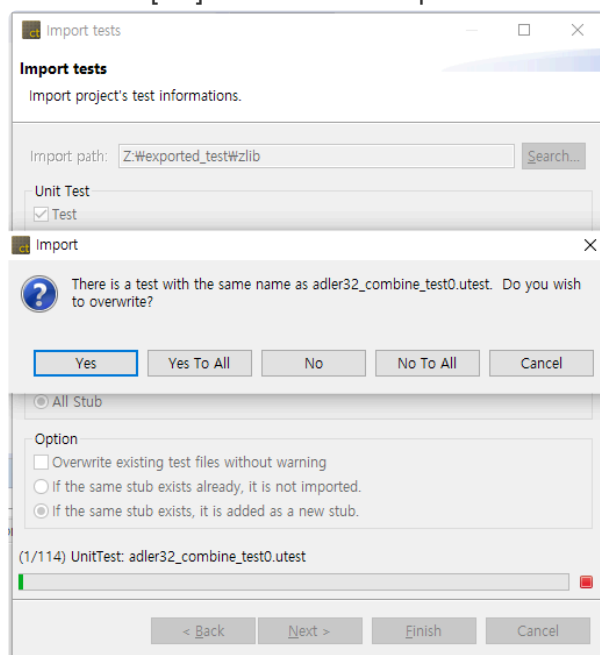 Import tests
Import tests
Import project's test informations.
Import path: Z:₩exported_test₩zlib Search...
Unit Test
Test
Import
There is a test with the same name as adler32_combine_test0.utest. Do you wish
to overwrite?
Yes Yes To All No No To All Cancel
All Stub
Option
Overwrite existing test files without warning
If the same stub exists already, it is not imported.
If the same stub exists, it is added as a new stub.
(1/114) UnitTest: adler32_combine_test0.utest
< Back Next > Finish Cancel